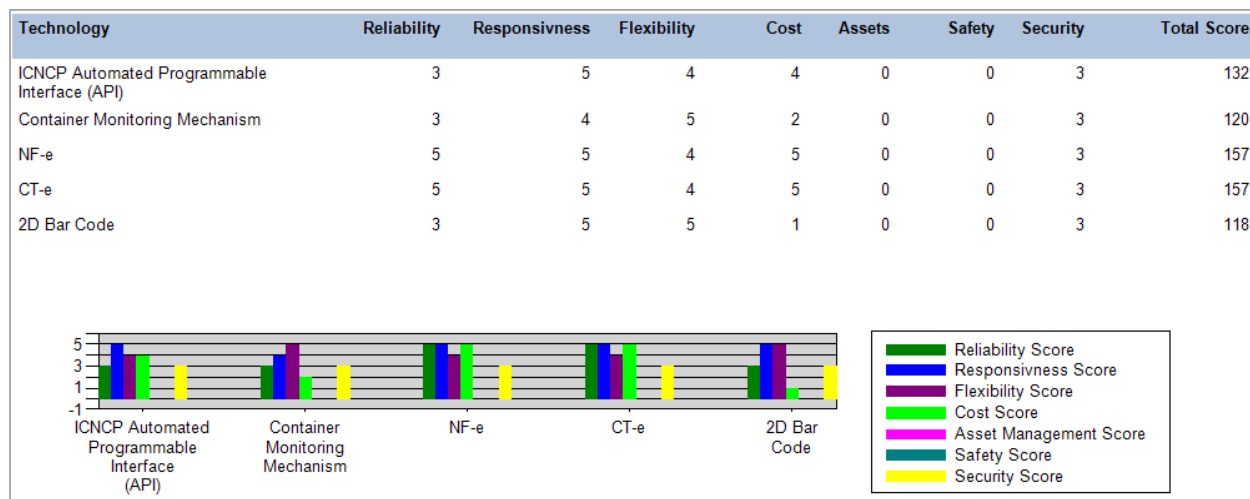 Technology Reliability Responsivness Flexibility Cost Assets Safety Security Total Score
ICNCP Automated Programmable
Interface (API) 3 5 4 4 0 0 3 132
Container Monitoring Mechanism 3 4 5 2 0 0 3 120
NF-e 5 5 4 5 0 0 3 157
CT-e 5 5 4 5 0 0 3 157
2D Bar Code 3 5 5 1 0 0 3 118
5
3
1
-1
ICNCP Automated
Programmable
Interface
(API)
Container
Monitoring
Mechanism
NF-e
CT-e
2D Bar
Code
Reliability Score
Responsivness Score
Flexibility Score
Cost Score
Asset Management Score
Safety Score
Security Score